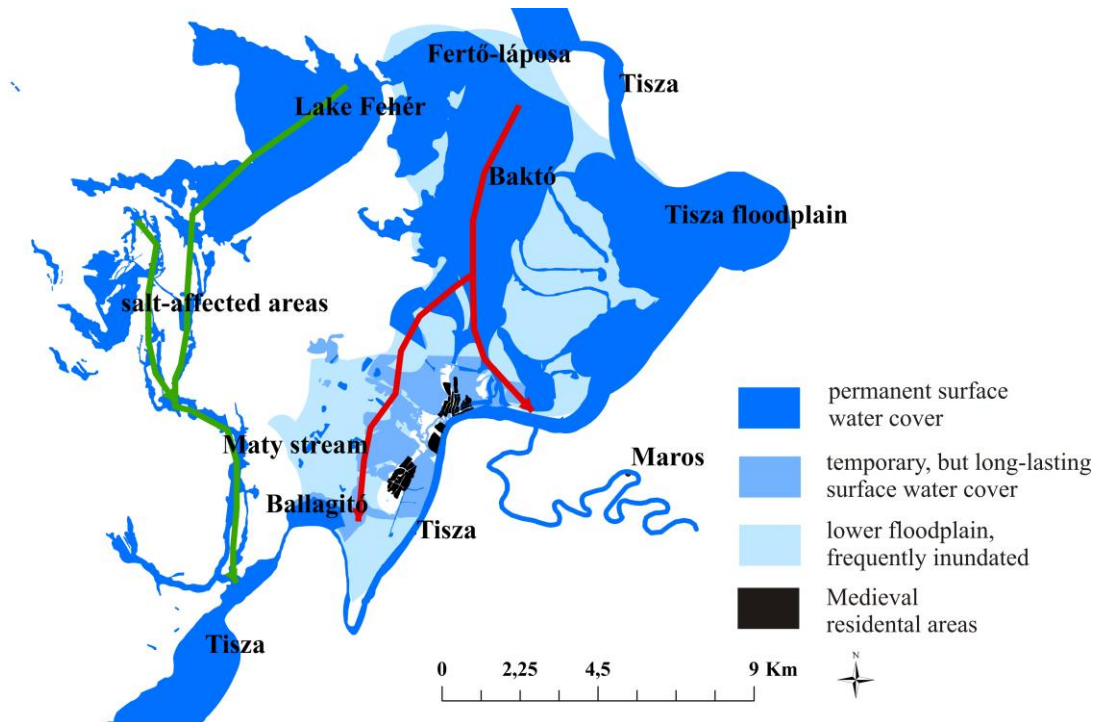 Fertő-láposa
Tisza
Lake Fehér
Baktó
Tisza floodplain
salt-affected areas
permanent surface
water cover
Maty stream
temporary, but long-lasting
surface water cover
Maros
Ballagitó
Tisza
lower floodplain,
frequently inundated
Medieval
residental areas
Tisza
0 2,25 4,5 9 Km
N